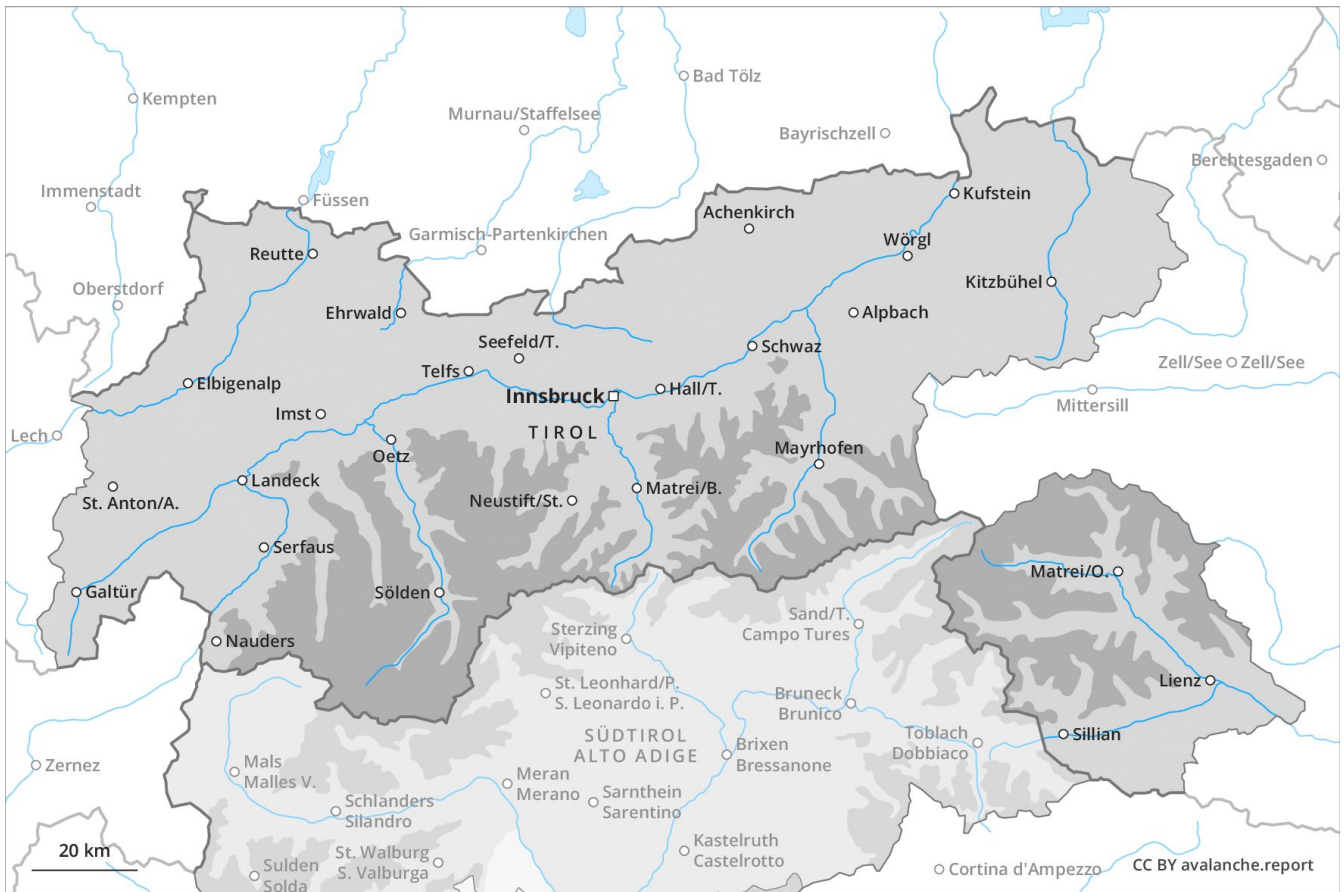 Bad Tölz
Kempten
Murnau/Staffelsee
Bayrischzell
Berchtesgaden
Immenstadt
Füssen
Kufstein
Achenkirch
Garmisch-Partenkirchen
Wörgl
Reutte
Kitzbühel
Oberstdorf
Ehrwald
Alpbach
Seefeld/T.
Schwaz
Zell/See
Zell/See
Telfs
Elbigenalp
Innsbruck
Hall/T.
Mittersill
Imst
Lech
TIROL
Oetz
Mayrhofen
Landeck
Matrei/B.
St. Anton/A.
Neustift/St.
Serfaus
Matrei/O.
Galtür
Sölden
Sand/T.
Campo Tures
Sterzing
Vipiteno
Nauders
Lienz
St. Leonhard/P.
S. Leonardo i. P.
Bruneck
Brunico
SÜDTIROL
ALTO ADIGE
Toblach
Dobbiaco
Sillian
Brixen
Bressanone
Zernez
Mals
Malles V.
Meran
Merano
Sarnthein
Sarentino
Schlanders
Silandro
Kastelruth
Castelrotto
20 km
St. Walburg
S. Valburga
Sulden
Solda
Cortina d'Ampezzo
CC BY avalanche.report